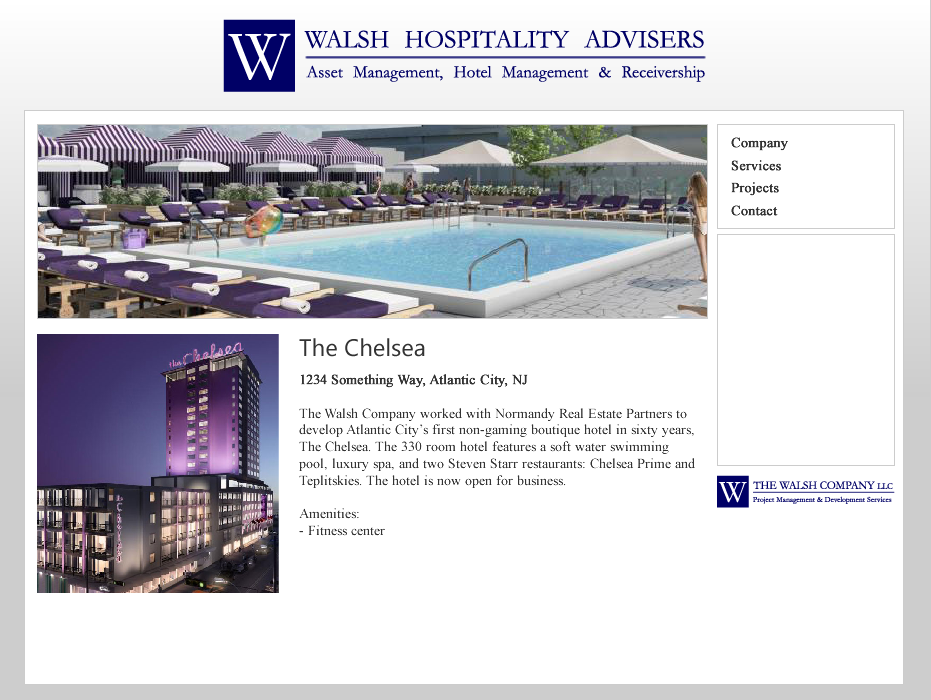 W
WALSH HOSPITALITY ADVISERS
Asset Management, Hotel Management & Receivership
Company
Services
Projects
Contact
the Chelsea
The Chelsea
1234 Something Way, Atlantic City, NJ
The Walsh Company worked with Normandy Real Estate Partners to
develop Atlantic City’s first non-gaming boutique hotel in sixty years,
The Chelsea. The 330 room hotel features a soft water swimming
pool, luxury spa, and two Steven Starr restaurants: Chelsea Prime and
Teplitskies. The hotel is now open for business.
Amenities:
- Fitness center
W
THE WALSH COMPANY LLC
Project Management & Development Services